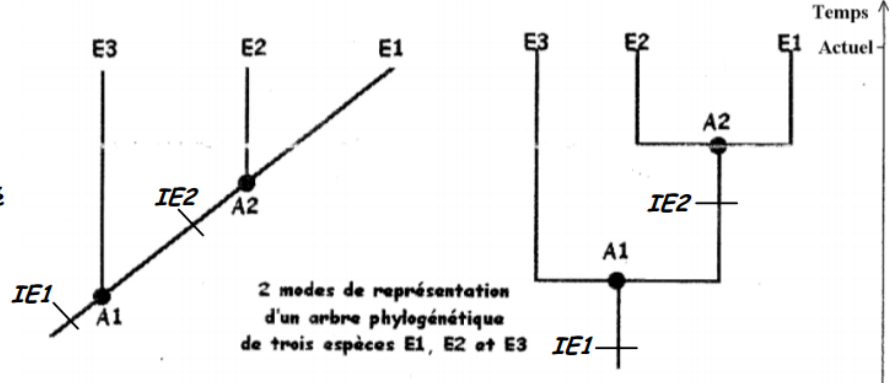 Temps
E3 E2 E1
E3 E2 E1 Actuel
A2
IE2 A2
IE2
A1
IE1 A1
2 modes de représentation
d'un arbre phylogénétique
de trois espèces E1, E2 et E3
IE1